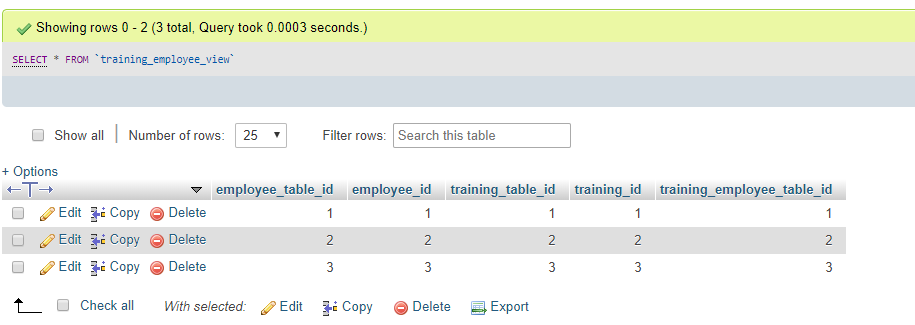 Showing rows 0 - 2 (3 total, Query took 0.0003 seconds.)
SELECT * FROM `training_employee_view`
Show all Number of rows: 25 Filter rows: Search this table
+ Options
employee_table_id employee_id training_table_id training_id training_employee_table_id
Edit Copy Delete 1 1 1 1 1
Edit Copy Delete 2 2 2 2 2
Edit Copy Delete 3 3 3 3 3
Check all With selected: Edit Copy Delete Export